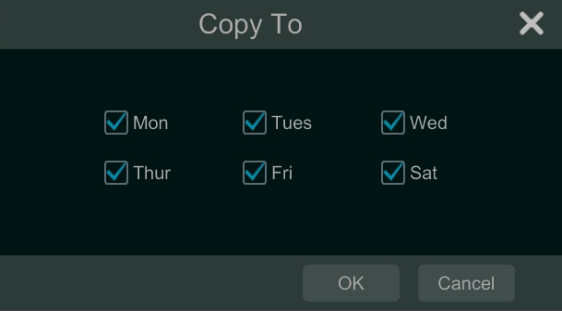 Copy To
Mon Tues Wed
Thur Fri Sat
OK Cancel